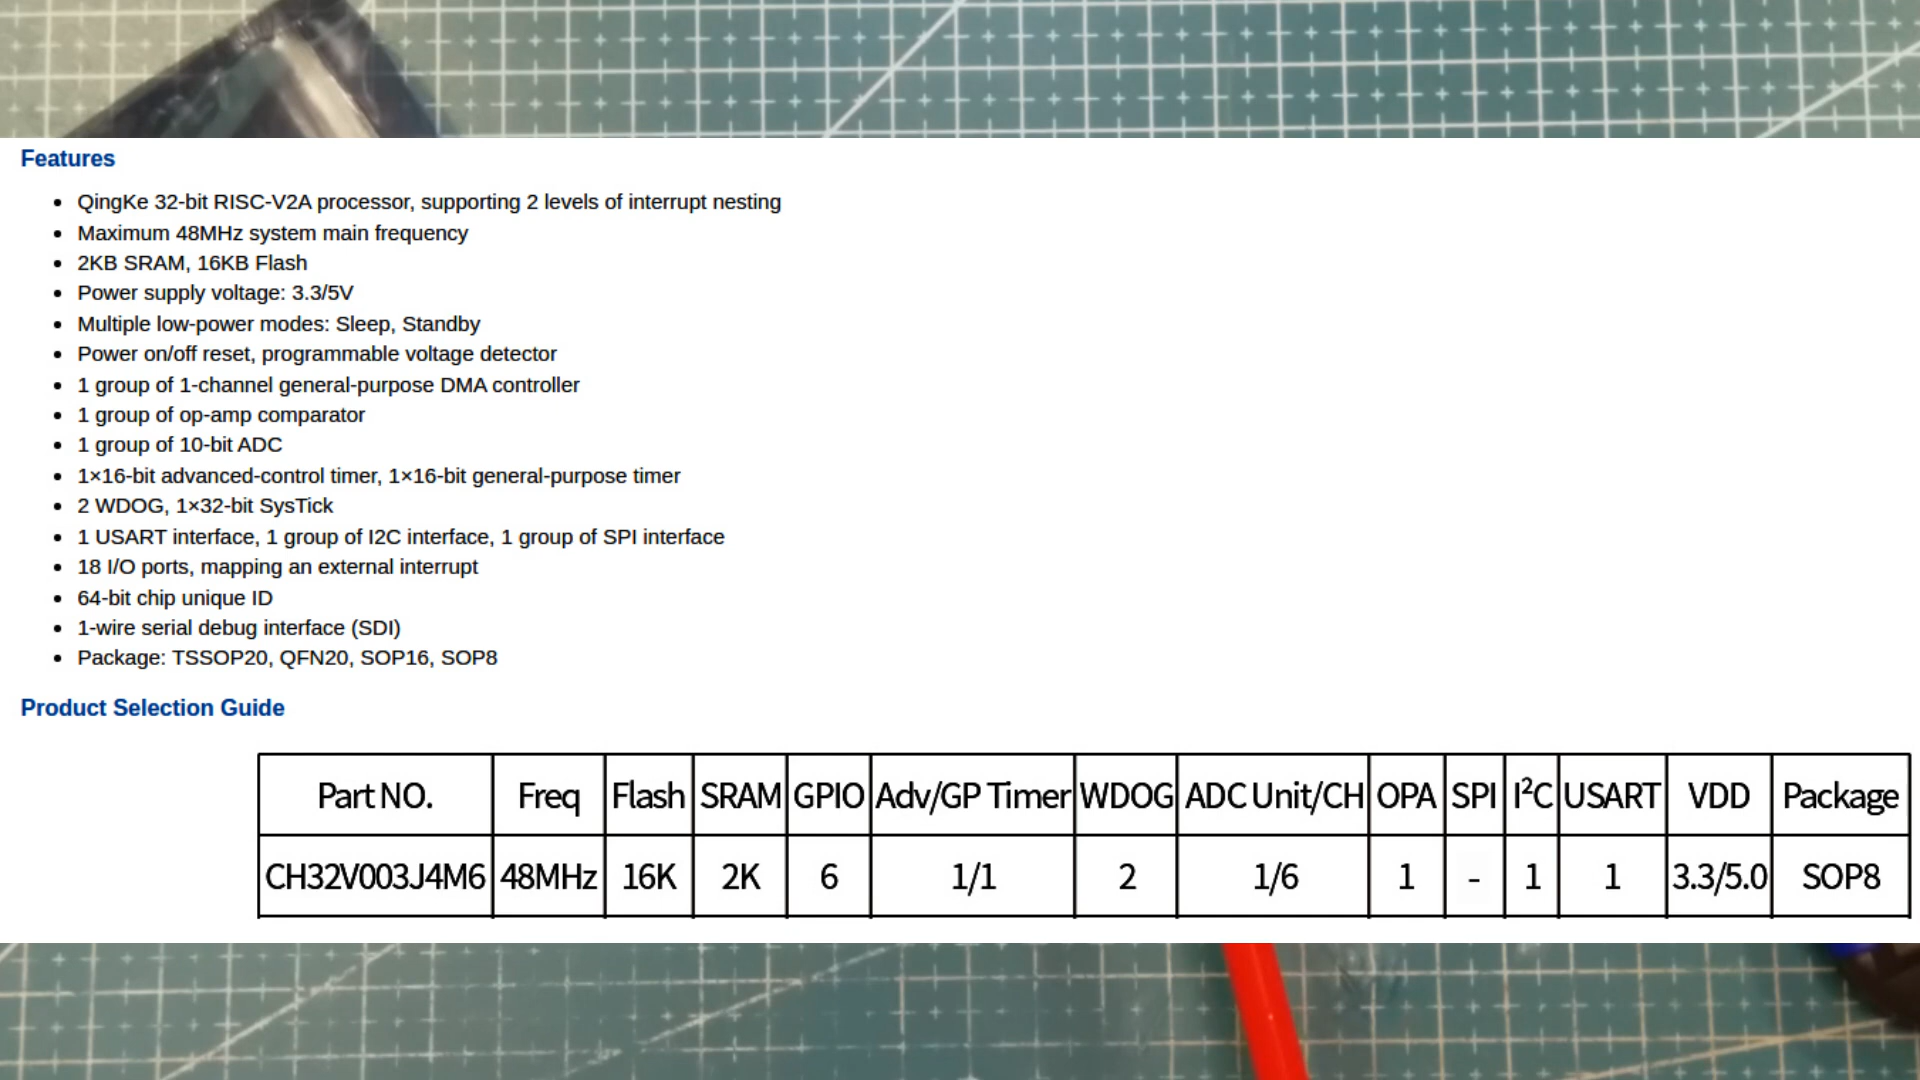 Features
• QingKe 32-bit RISC-V2A processor, supporting 2 levels of interrupt nesting
• Maximum 48MHz system main frequency
• 2KB SRAM, 16KB Flash
• Power supply voltage: 3.3/5V
• Multiple low-power modes: Sleep, Standby
• Power on/off reset, programmable voltage detector
• 1 group of 1-channel general-purpose DMA controller
• 1 group of op-amp comparator
• 1 group of 10-bit ADC
• 1×16-bit advanced-control timer, 1×16-bit general-purpose timer
• 2 WDOG, 1×32-bit SysTick
• 1 USART interface, 1 group of I2C interface, 1 group of SPI interface
• 18 I/O ports, mapping an external interrupt
• 64-bit chip unique ID
• 1-wire serial debug interface (SDI)
• Package: TSSOP20, QFN20, SOP16, SOP8
Product Selection Guide
Part NO. Freq Flash SRAM GPIO Adv/GP Timer WDOG ADC Unit/CH OPA SPI I²C USART VDD Package
CH32V003J4M6 48MHz 16K 2K 6 1/1 2 1/6 1 - 1 1 3.3/5.0 SOP8